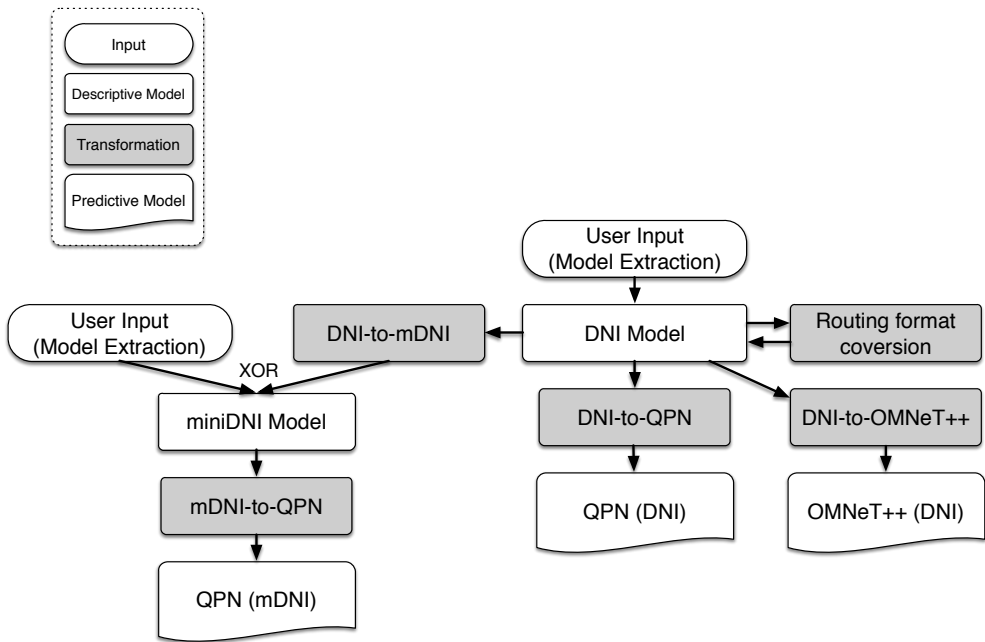 Input
Descriptive Model
Transformation
Predictive Model
User Input
(Model Extraction)
User Input
(Model Extraction)
DNI-to-mDNI
DNI Model
Routing format
coversion
XOR
miniDNI Model
DNI-to-QPN
DNI-to-OMNeT++
mDNI-to-QPN
QPN (DNI)
OMNeT++ (DNI)
QPN (mDNI)